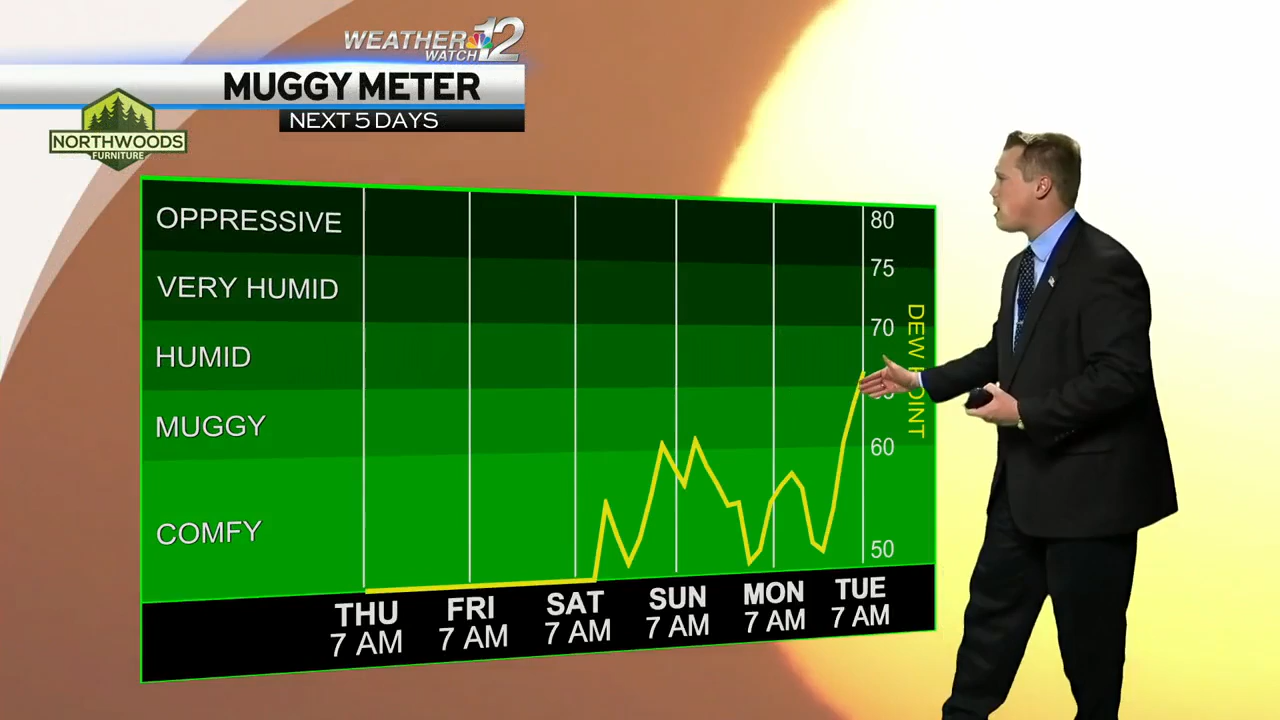 WEATHER
WATCH 12
MUGGY METER
NEXT 5 DAYS
NORTHWOODS
FURNITURE
OPPRESSIVE
VERY HUMID
HUMID
MUGGY
COMFY
80
75
70
60
50
DEW POINT
THU FRI SAT SUN MON TUE
7 AM 7 AM 7 AM 7 AM 7 AM 7 AM